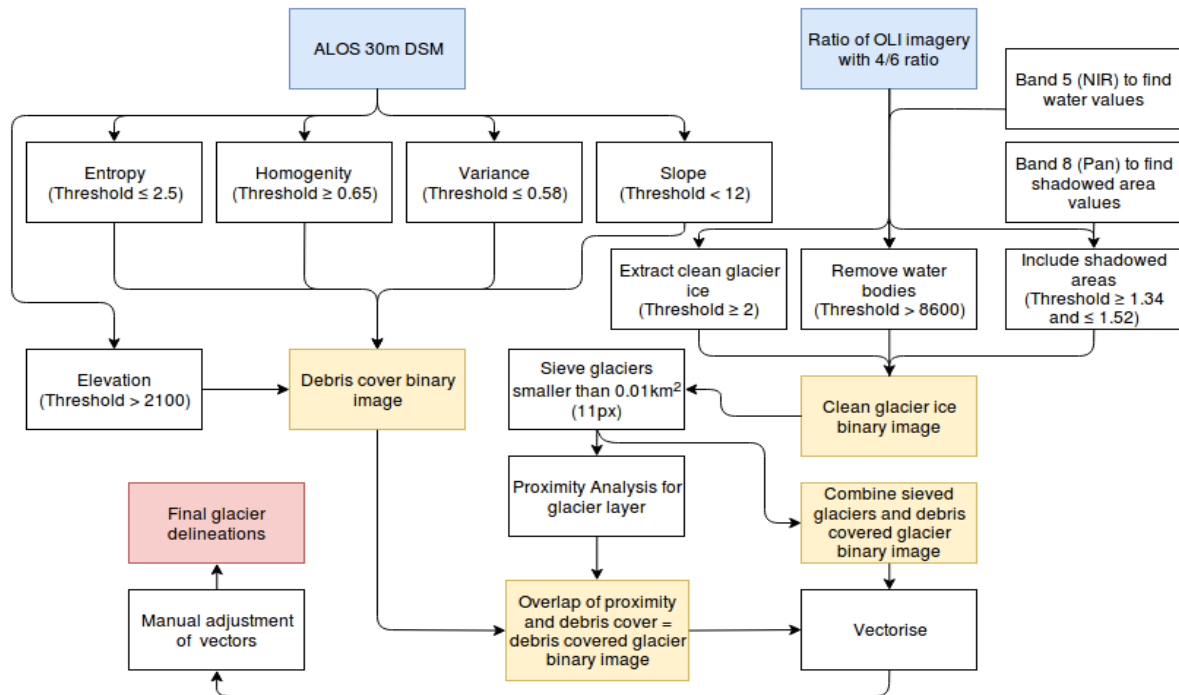 ALOS 30m DSM
Ratio of OLI imagery
with 4/6 ratio
Band 5 (NIR) to find
water values
Entropy
(Threshold ≤ 2.5)
Homogenity
(Threshold ≥ 0.65)
Variance
(Threshold ≤ 0.58)
Slope
(Threshold < 12)
Band 8 (Pan) to find
shadowed area
values
Extract clean glacier
ice
(Threshold ≥ 2)
Remove water
bodies
(Threshold > 8600)
Include shadowed
areas
(Threshold ≥ 1.34
and ≤ 1.52)
Elevation
(Threshold > 2100)
Debris cover binary
image
Sieve glaciers
smaller than 0.01km²
(11px)
Clean glacier ice
binary image
Proximity Analysis for
glacier layer
Combine sieved
glaciers and debris
covered glacier
binary image
Final glacier
delineations
Manual adjustment
of vectors
Overlap of proximity
and debris cover =
debris covered glacier
binary image
Vectorise